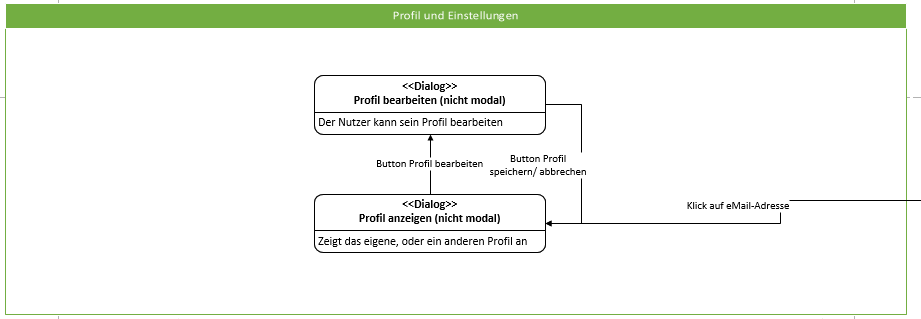 Profil und Einstellungen
<<Dialog>>
Profil bearbeiten (nicht modal)
Der Nutzer kann sein Profil bearbeiten
Button Profil bearbeiten
Button Profil
speichern/ abbrechen
<<Dialog>>
Profil anzeigen (nicht modal)
Zeigt das eigene, oder ein anderen Profil an
Klick auf eMail-Adresse